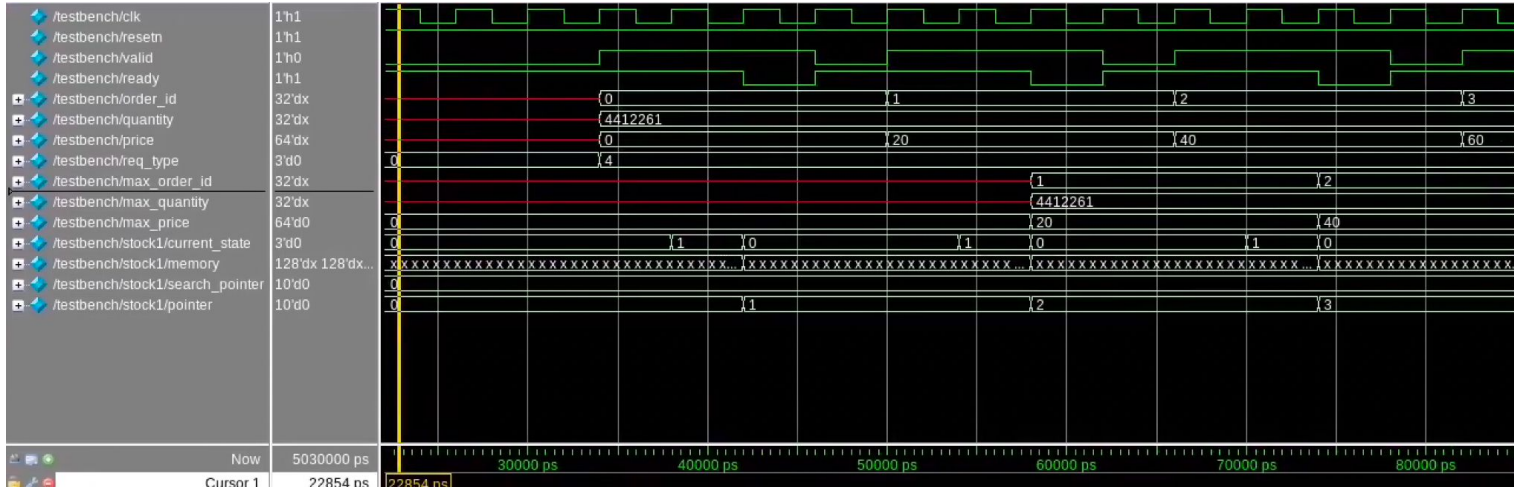 /testbench/clk 1'h1
/testbench/resetn 1'h1
/testbench/valid 1'h0
/testbench/ready 1'h1
/testbench/order_id 32'dx 0 1 2 3
/testbench/quantity 32'dx 4412261
/testbench/price 64'dx 0 20 40 60
/testbench/req_type 3'd0 0 4
/testbench/max_order_id 32'dx 1 2
/testbench/max_quantity 32'dx 4412261
/testbench/max_price 64'd0 0 20 40
/testbench/stock1/current_state 3'd0 0 1 0 1 0 1 0
/testbench/stock1/memory 128'dx 128'dx...
/testbench/stock1/search_pointer 10'd0 0
/testbench/stock1/pointer 10'd0 0 1 2 3
Now 5030000 ps 30000 ps 40000 ps 50000 ps 60000 ps 70000 ps 80000 ps
Cursor 1 22854 ps 22854 ps